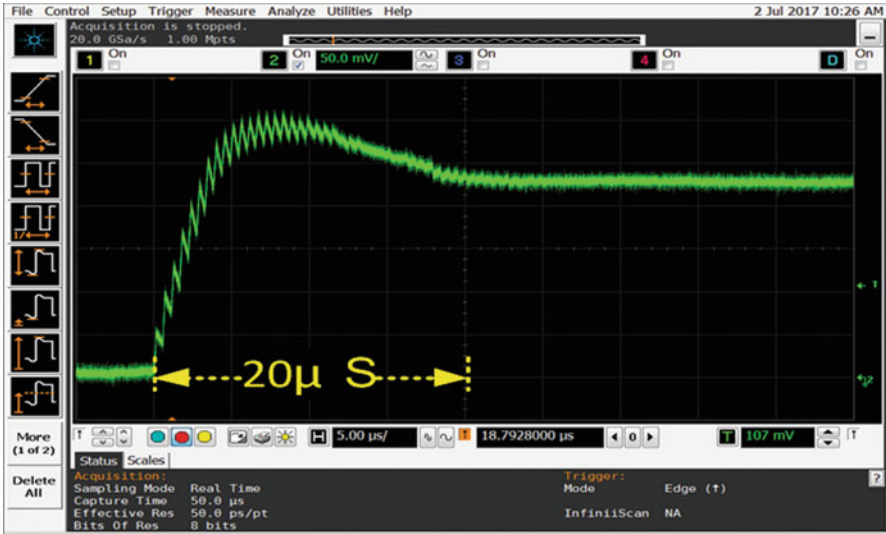 File Control Setup Trigger Measure Analyze Utilities Help 2 Jul 2017 10:26 AM
Acquisition is stopped.
20.0 GSa/s 1.00 Mpts
1 On 2 On 50.0 mV/ 3 On 4 On D On
T
20μ S
2
1/
More
(1 of 2)
Delete
All
H 5.00 μs/ 18.7928000 μs 0 T 107 mV
Status Scales
Acquisition: Trigger:
Sampling Mode Real Time Mode Edge (↑)
Capture Time 50.0 μs
Effective Res 50.0 ps/pt InfiniiScan NA
Bits Of Res 8 bits
?